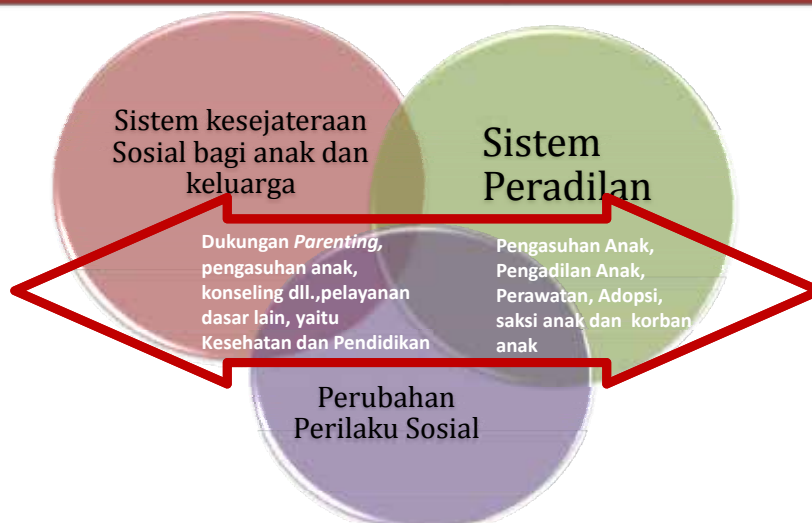 Sistem kesejateraan
Sosial bagi anak dan
keluarga
Sistem
Peradilan
Dukungan Parenting,
pengasuhan anak,
konseling dll.,pelayanan
dasar lain, yaitu
Kesehatan dan Pendidikan
Pengasuhan Anak,
Pengadilan Anak,
Perawatan, Adopsi,
saksi anak dan korban
anak
Perubahan
Perilaku Sosial